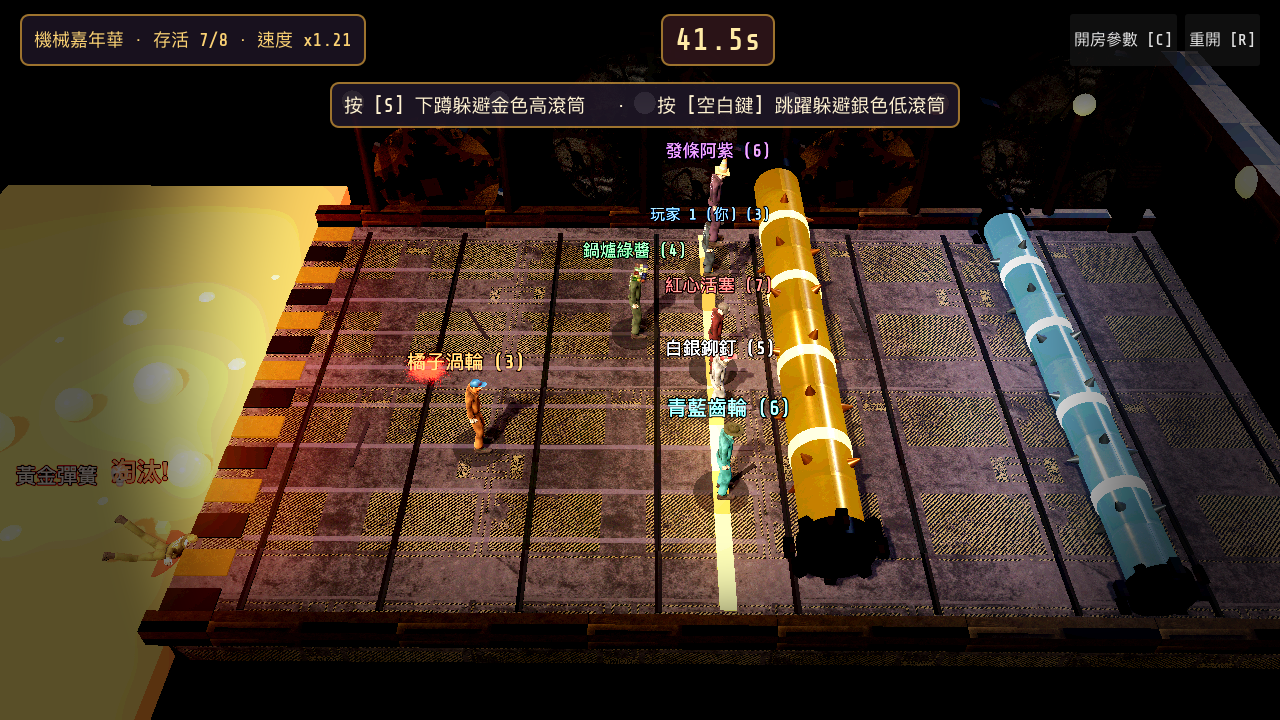 機械嘉年華 · 存活 7/8 · 速度 x1.21
41.5s
開房參數 [C]
重開 [R]
按 [S] 下蹲躲避金色高滾筒 · 按 [空白鍵] 跳躍躲避銀色低滾筒
發條阿紫 (6)
玩家 1 (你) (3)
鍋爐綠醬 (4)
紅心活塞 (7)
白銀鉚釘 (5)
橘子渦輪 (3)
青藍齒輪 (6)
黃金彈簧 淘汰!